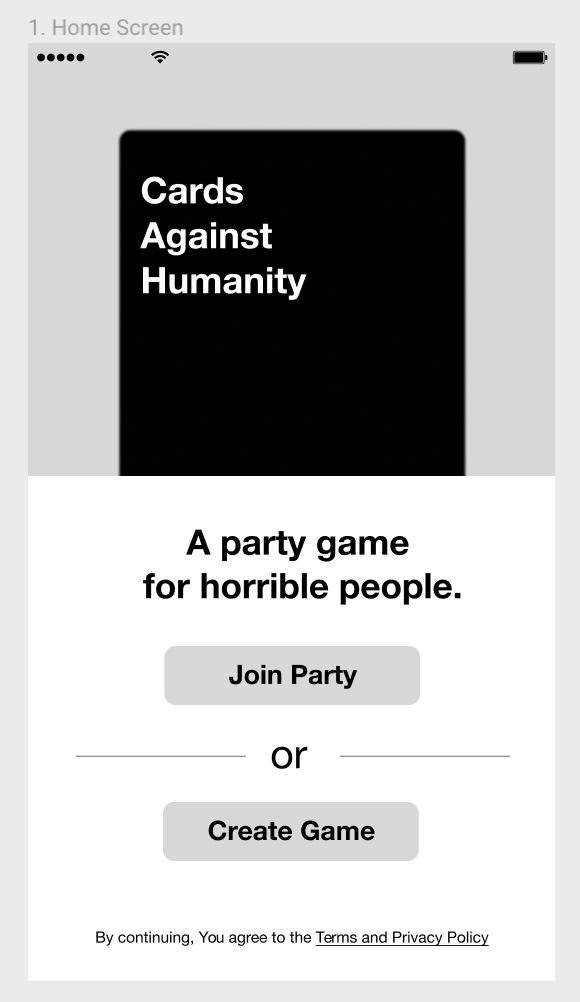 1. Home Screen
Cards
Against
Humanity
A party game
for horrible people.
Join Party
or
Create Game
By continuing, You agree to the Terms and Privacy Policy